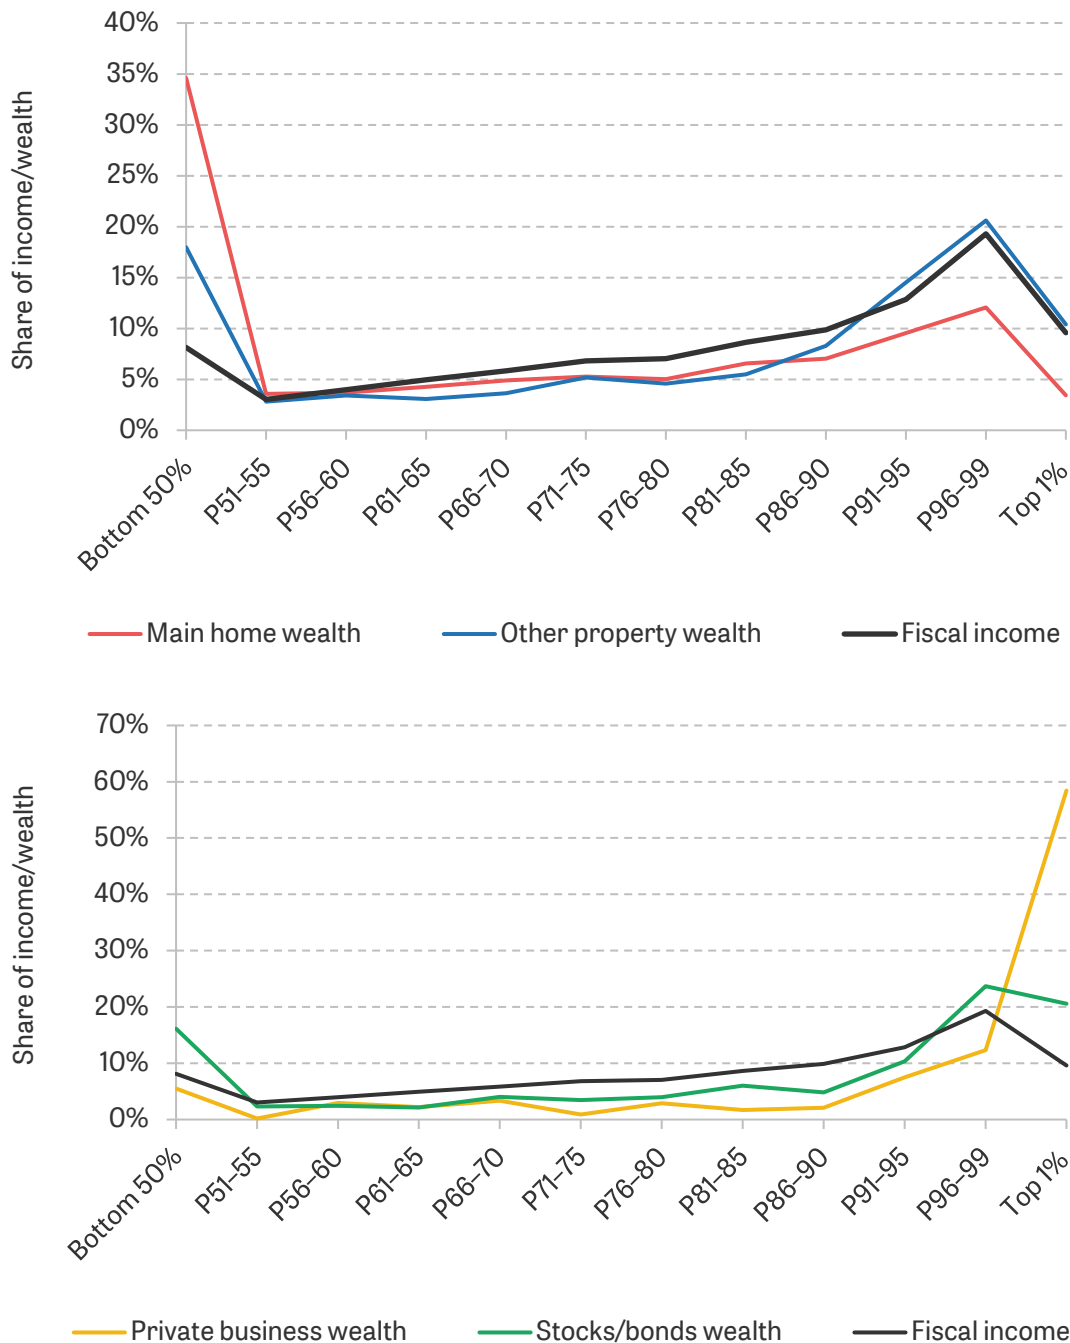 40%
35%
30%
25%
20%
15%
10%
5%
0%
Share of income/wealth
Bottom 50%
P51–55
P56–60
P61–65
P66–70
P71–75
P76–80
P81–85
P86–90
P91–95
P96–99
Top 1%
Main home wealth
Other property wealth
Fiscal income
70%
60%
50%
40%
30%
20%
10%
0%
Share of income/wealth
Bottom 50%
P51–55
P56–60
P61–65
P66–70
P71–75
P76–80
P81–85
P86–90
P91–95
P96–99
Top 1%
Private business wealth
Stocks/bonds wealth
Fiscal income